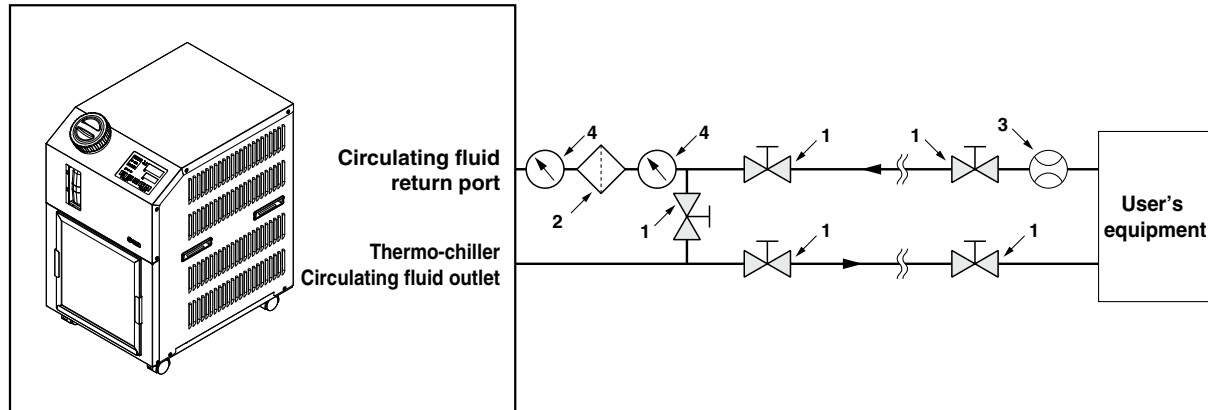 4
4
1
1
3
Circulating fluid
return port
2
1
User's
equipment
Thermo-chiller
Circulating fluid outlet
1
1